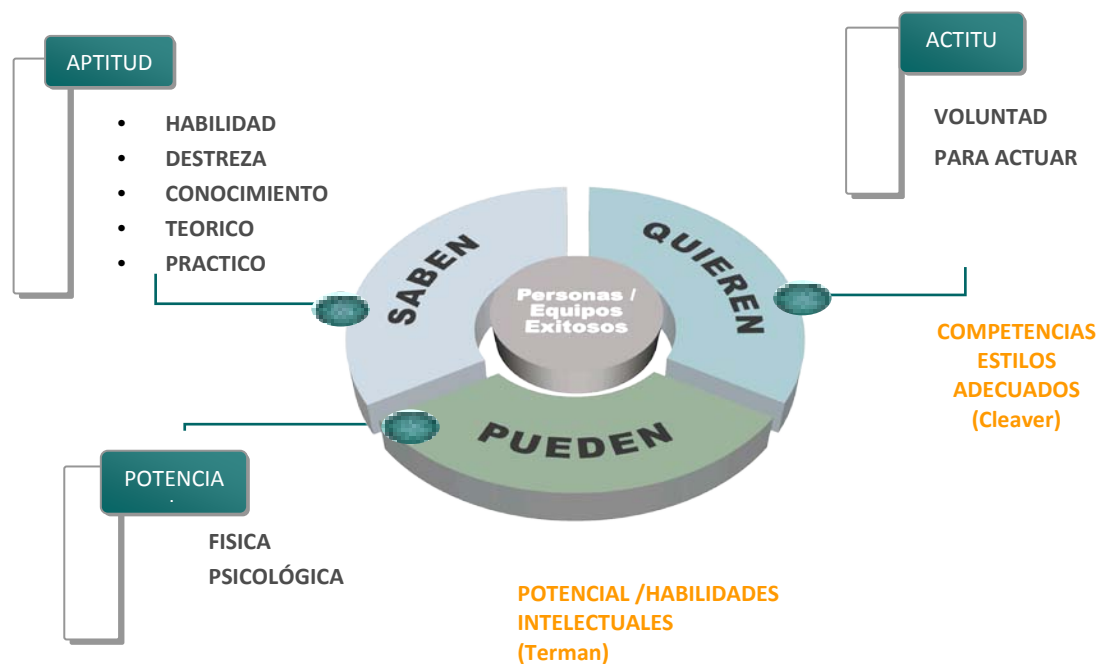 APTITUD
• HABILIDAD
• DESTREZA
• CONOCIMIENTO
• TEORICO
• PRACTICO
ACTITU
VOLUNTAD
PARA ACTUAR
SABEN
QUIEREN
Personas /
Equipos
Exitosos
PUEDEN
COMPETENCIAS
ESTILOS
ADECUADOS
(Cleaver)
POTENCIA
FISICA
PSICOLÓGICA
POTENCIAL /HABILIDADES
INTELECTUALES
(Terman)